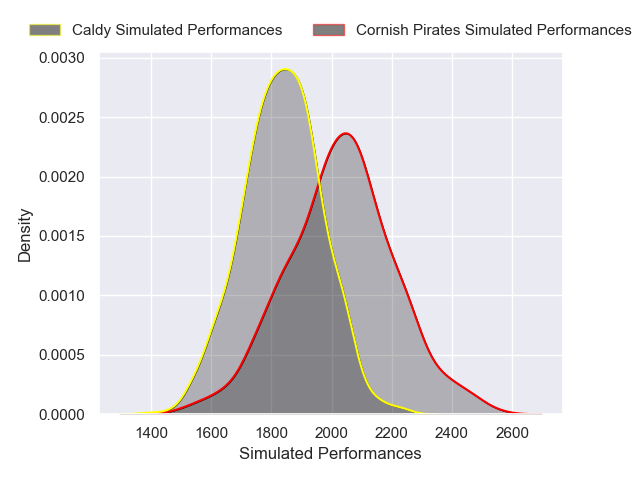 Caldy Simulated Performances
Cornish Pirates Simulated Performances
0.0030
0.0025
0.0020
0.0015
0.0010
0.0005
0.0000
Density
1400 1600 1800 2000 2200 2400 2600
Simulated Performances